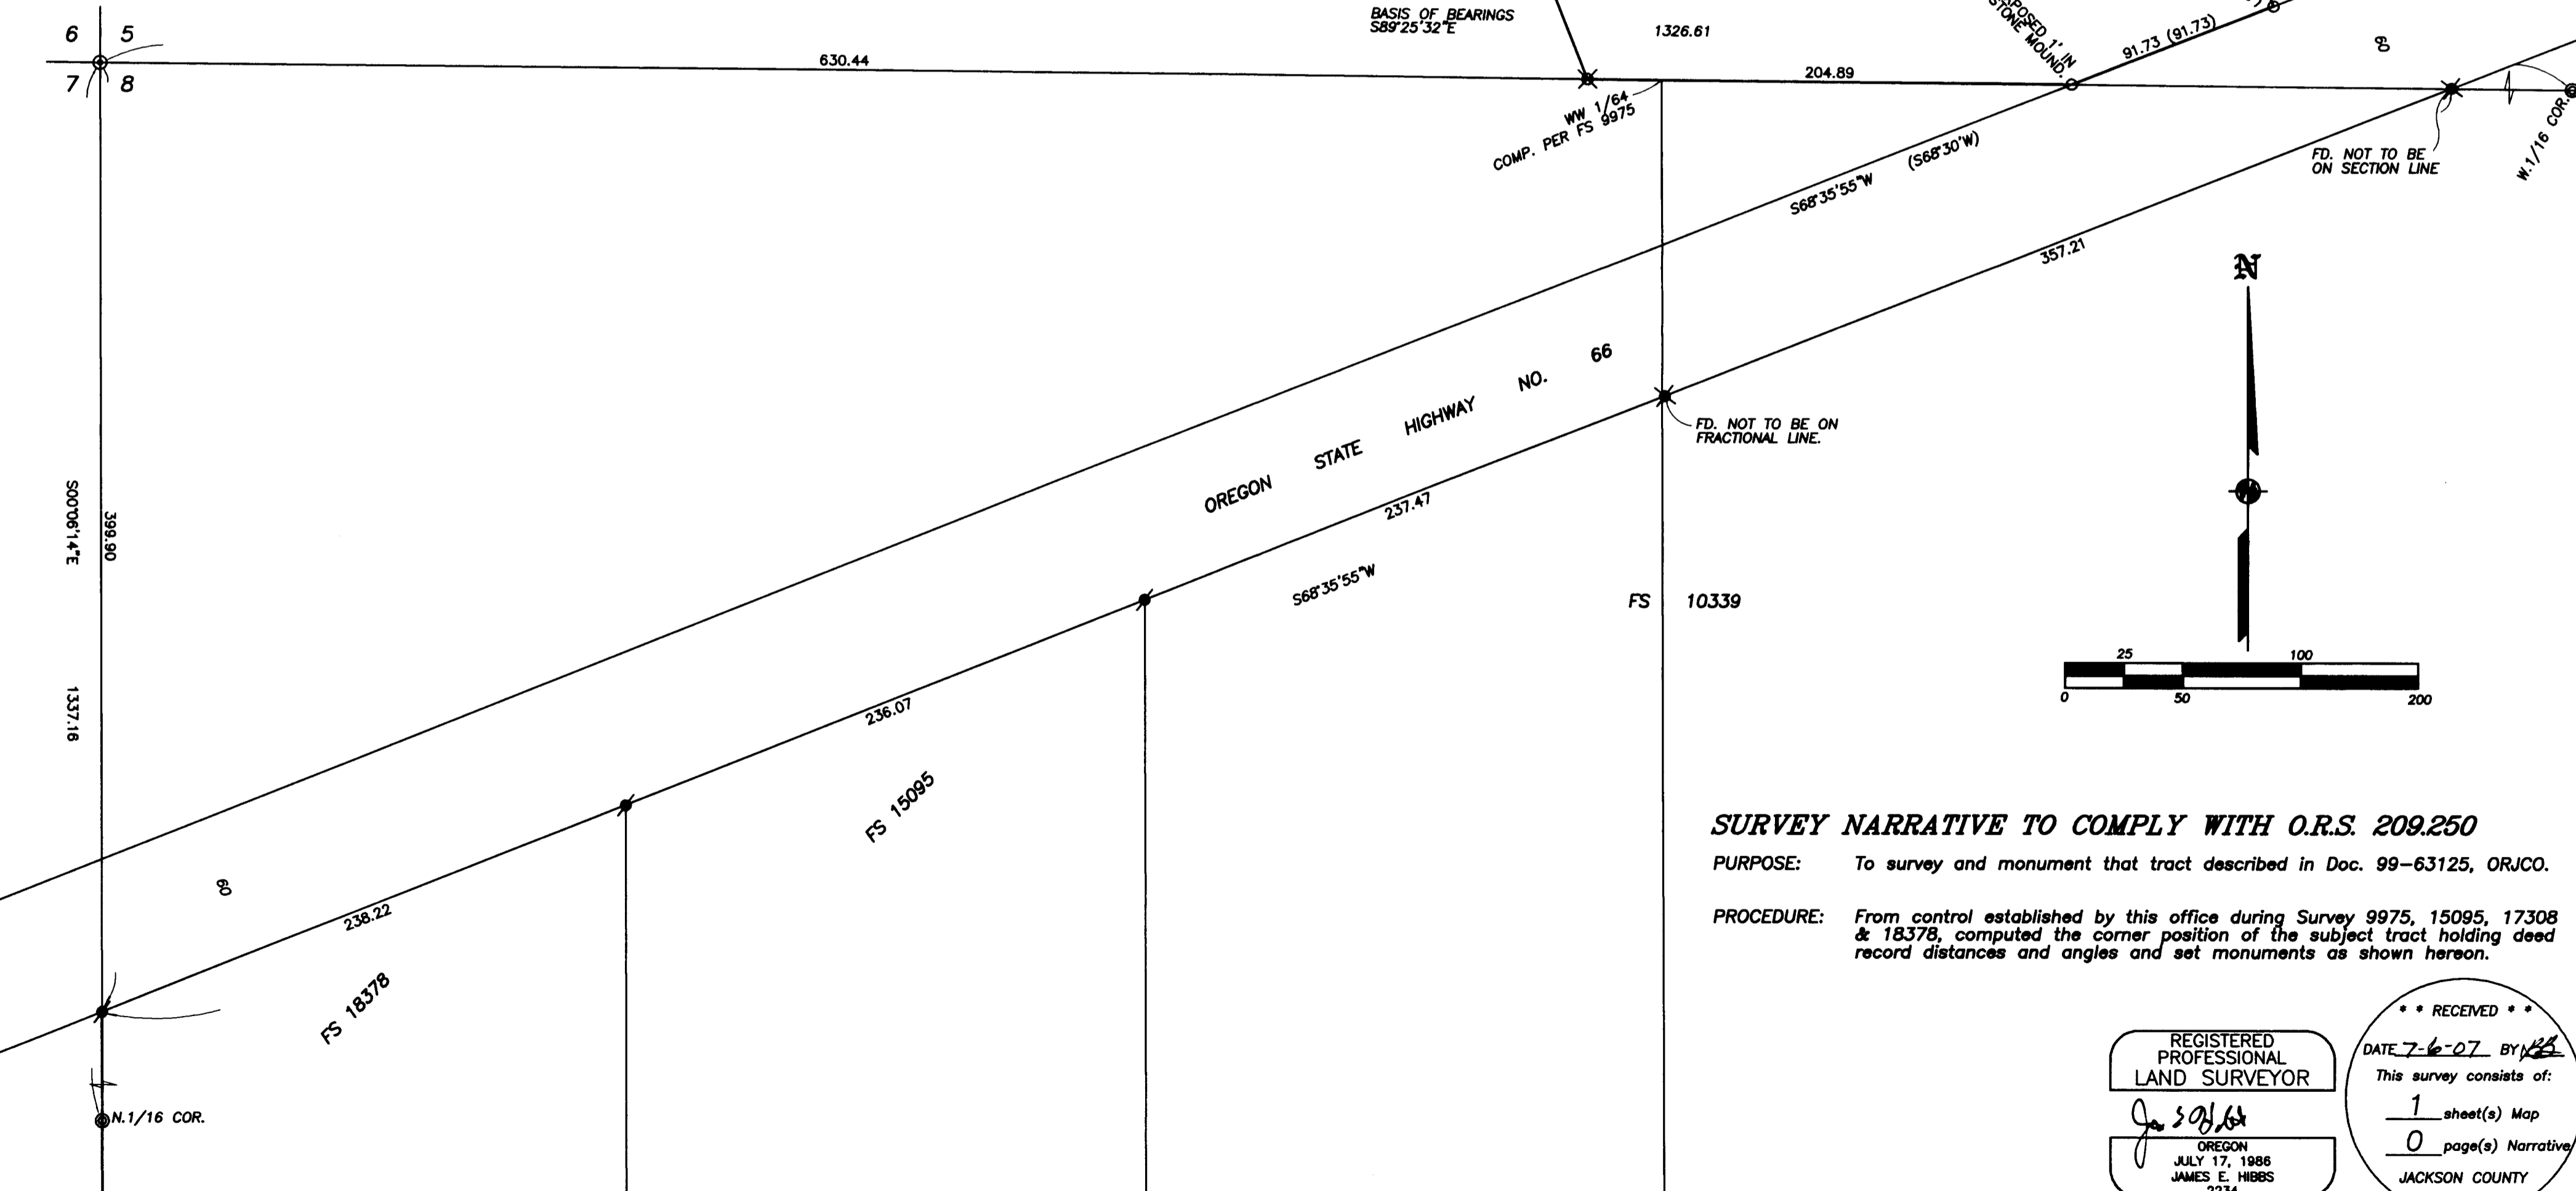 6 5
7 8
630.44
BASIS OF BEARINGS
S89°25'32"E
1326.61
204.89
1' IN
STONE MOUND.
91.73 (91.73)
60
WW 1/64
COMP. PER FS 9975
(S68°30'W)
S68°35'55"W
FD. NOT TO BE
ON SECTION LINE
W.1/16 COR.
357.21
N
OREGON STATE HIGHWAY NO. 66
FD. NOT TO BE ON
FRACTIONAL LINE.
237.47
S68°35'55"W
S00°06'14"E
399.90
1337.16
FS 10339
25 100
0 50 200
236.07
FS 15095
60
238.22
FS 18378
N.1/16 COR.
SURVEY NARRATIVE TO COMPLY WITH O.R.S. 209.250
PURPOSE: To survey and monument that tract described in Doc. 99-63125, ORJCO.
PROCEDURE: From control established by this office during Survey 9975, 15095, 17308
& 18378, computed the corner position of the subject tract holding deed
record distances and angles and set monuments as shown hereon.
REGISTERED
PROFESSIONAL
LAND SURVEYOR
OREGON
JULY 17, 1986
JAMES E. HIBBS
2234
* * RECEIVED * *
DATE 7-6-07 BY
This survey consists of:
1 sheet(s) Map
0 page(s) Narrative
JACKSON COUNTY